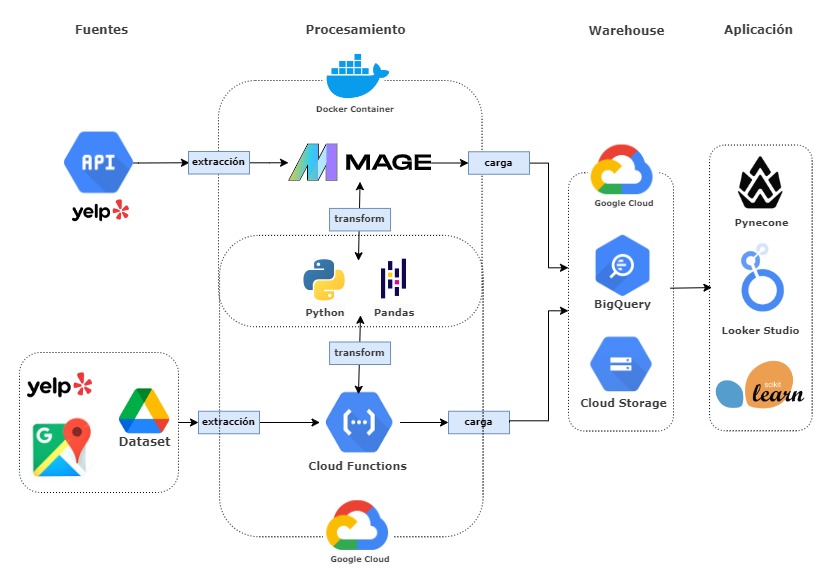 Fuentes
Procesamiento
Warehouse
Aplicación
Docker Container
API
yelp
extracción
MAGE
carga
Google Cloud
Pynecone
transform
Python
Pandas
BigQuery
Looker Studio
transform
yelp
G
Dataset
extracción
Cloud Functions
carga
Cloud Storage
scikit
learn
Google Cloud